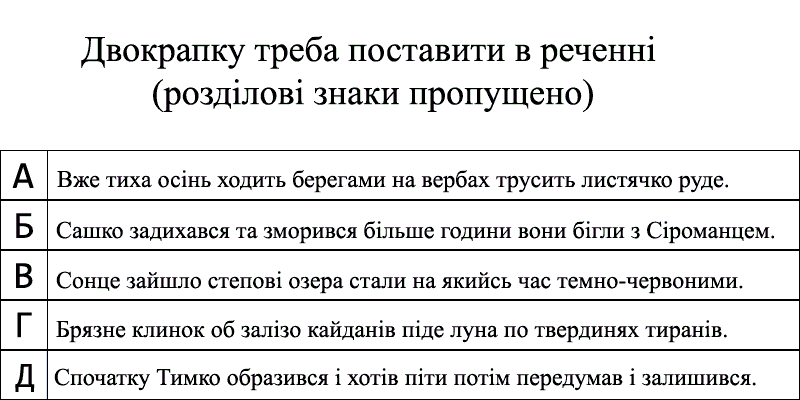 Двокрапку треба поставити в реченні
(розділові знаки пропущено)
А Вже тиха осінь ходить берегами на вербах трусить листячко руде.
Б Сашко задихався та зморився більше години вони бігли з Сіроманцем.
В Сонце зайшло степові озера стали на якийсь час темно-червоними.
Г Брязне клинок об залізо кайданів піде луна по твердинях тиранів.
Д Спочатку Тимко образився і хотів піти потім передумав і залишився.